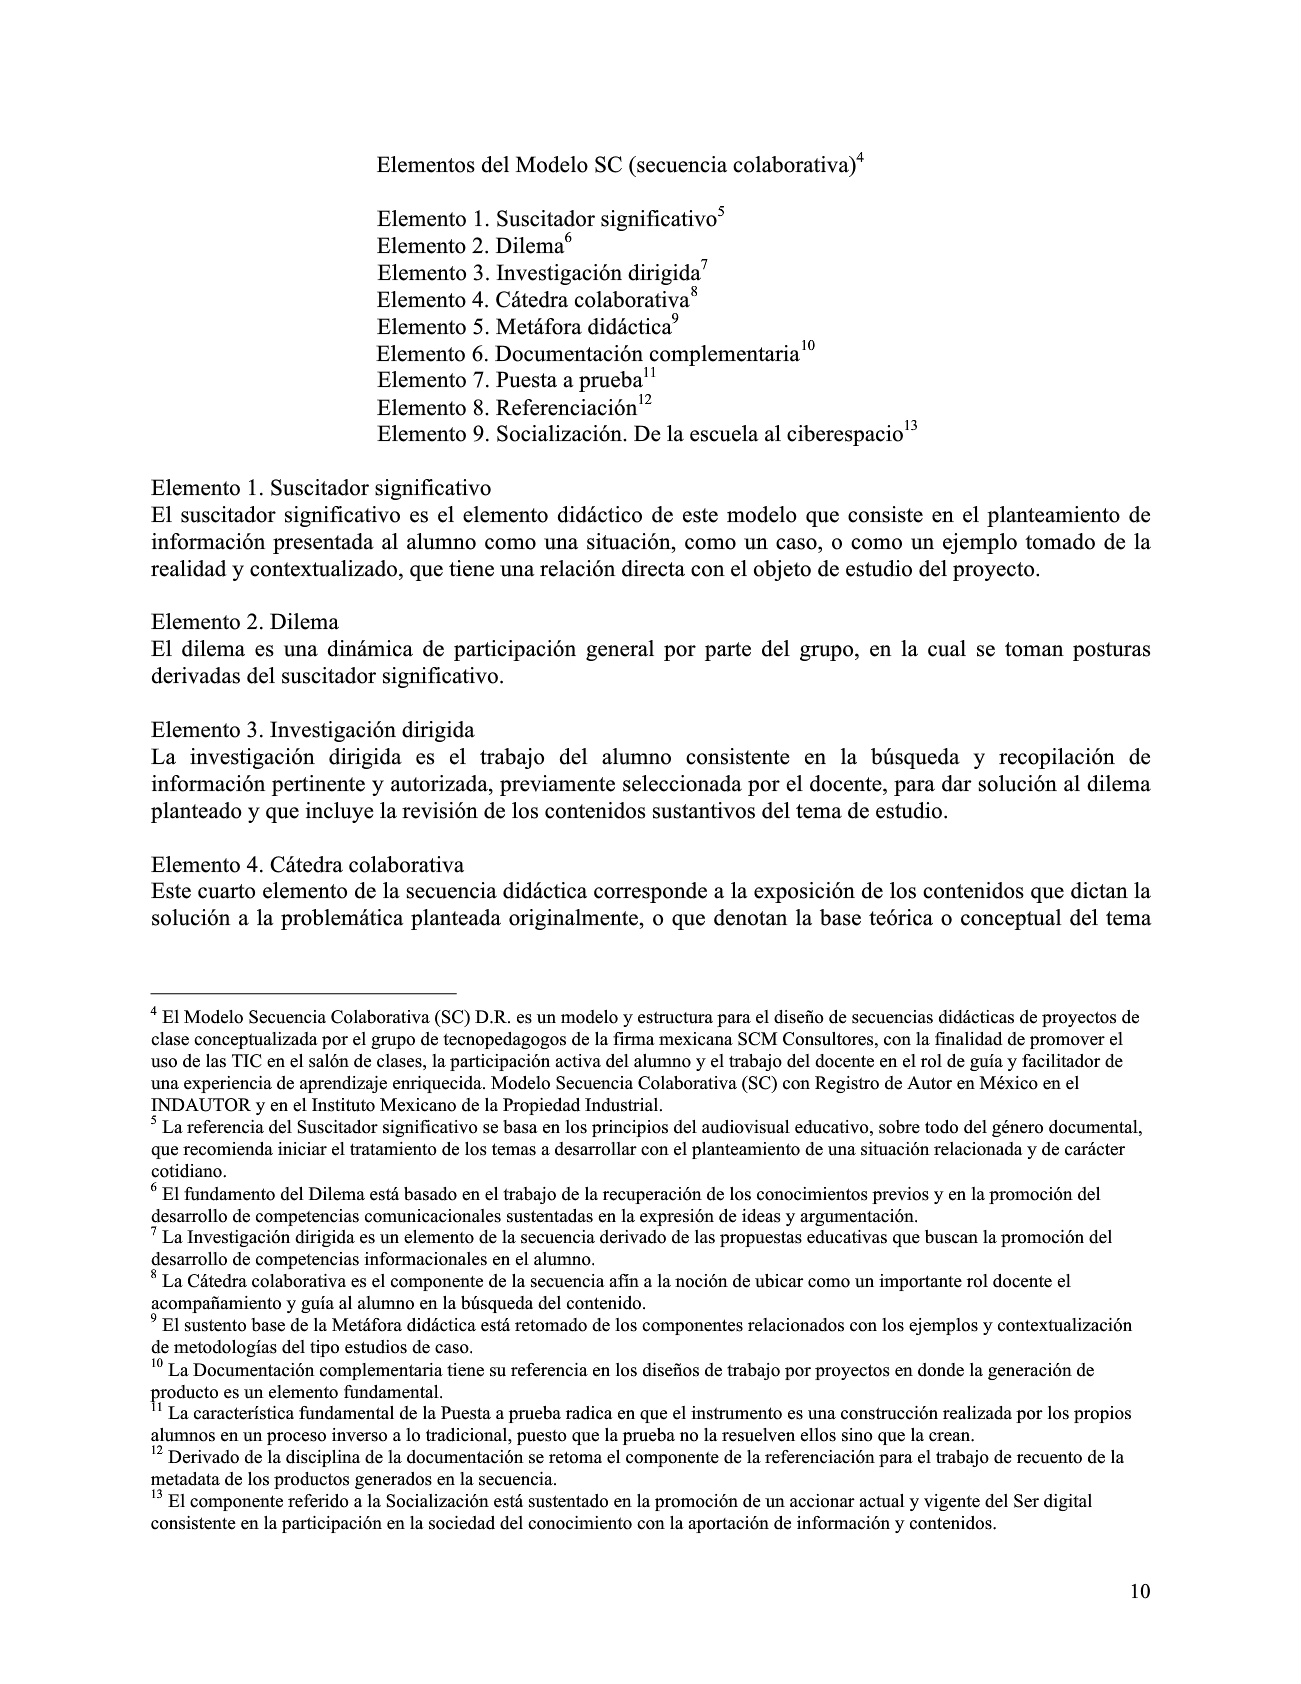 Elementos del Modelo SC (secuencia colaborativa)4
Elemento 1. Suscitador significativo5
Elemento 2. Dilema6
Elemento 3. Investigación dirigida7
Elemento 4. Cátedra colaborativa8
Elemento 5. Metáfora didáctica9
Elemento 6. Documentación complementaria10
Elemento 7. Puesta a prueba11
Elemento 8. Referenciación12
Elemento 9. Socialización. De la escuela al ciberespacio13
Elemento 1. Suscitador significativo
El suscitador significativo es el elemento didáctico de este modelo que consiste en el planteamiento de
información presentada al alumno como una situación, como un caso, o como un ejemplo tomado de la
realidad y contextualizado, que tiene una relación directa con el objeto de estudio del proyecto.
Elemento 2. Dilema
El dilema es una dinámica de participación general por parte del grupo, en la cual se toman posturas
derivadas del suscitador significativo.
Elemento 3. Investigación dirigida
La investigación dirigida es el trabajo del alumno consistente en la búsqueda y recopilación de
información pertinente y autorizada, previamente seleccionada por el docente, para dar solución al dilema
planteado y que incluye la revisión de los contenidos sustantivos del tema de estudio.
Elemento 4. Cátedra colaborativa
Este cuarto elemento de la secuencia didáctica corresponde a la exposición de los contenidos que dictan la
solución a la problemática planteada originalmente, o que denotan la base teórica o conceptual del tema
4 El Modelo Secuencia Colaborativa (SC) D.R. es un modelo y estructura para el diseño de secuencias didácticas de proyectos de
clase conceptualizada por el grupo de tecnopedagogos de la firma mexicana SCM Consultores, con la finalidad de promover el
uso de las TIC en el salón de clases, la participación activa del alumno y el trabajo del docente en el rol de guía y facilitador de
una experiencia de aprendizaje enriquecida. Modelo Secuencia Colaborativa (SC) con Registro de Autor en México en el
INDAUTOR y en el Instituto Mexicano de la Propiedad Industrial.
5 La referencia del Suscitador significativo se basa en los principios del audiovisual educativo, sobre todo del género documental,
que recomienda iniciar el tratamiento de los temas a desarrollar con el planteamiento de una situación relacionada y de carácter
cotidiano.
6 El fundamento del Dilema está basado en el trabajo de la recuperación de los conocimientos previos y en la promoción del
desarrollo de competencias comunicacionales sustentadas en la expresión de ideas y argumentación.
7 La Investigación dirigida es un elemento de la secuencia derivado de las propuestas educativas que buscan la promoción del
desarrollo de competencias informacionales en el alumno.
8 La Cátedra colaborativa es el componente de la secuencia afín a la noción de ubicar como un importante rol docente el
acompañamiento y guía al alumno en la búsqueda del contenido.
9 El sustento base de la Metáfora didáctica está retomado de los componentes relacionados con los ejemplos y contextualización
de metodologías del tipo estudios de caso.
10 La Documentación complementaria tiene su referencia en los diseños de trabajo por proyectos en donde la generación de
producto es un elemento fundamental.
11 La característica fundamental de la Puesta a prueba radica en que el instrumento es una construcción realizada por los propios
alumnos en un proceso inverso a lo tradicional, puesto que la prueba no la resuelven ellos sino que la crean.
12 Derivado de la disciplina de la documentación se retoma el componente de la referenciación para el trabajo de recuento de la
metadata de los productos generados en la secuencia.
13 El componente referido a la Socialización está sustentado en la promoción de un accionar actual y vigente del Ser digital
consistente en la participación en la sociedad del conocimiento con la aportación de información y contenidos.
10